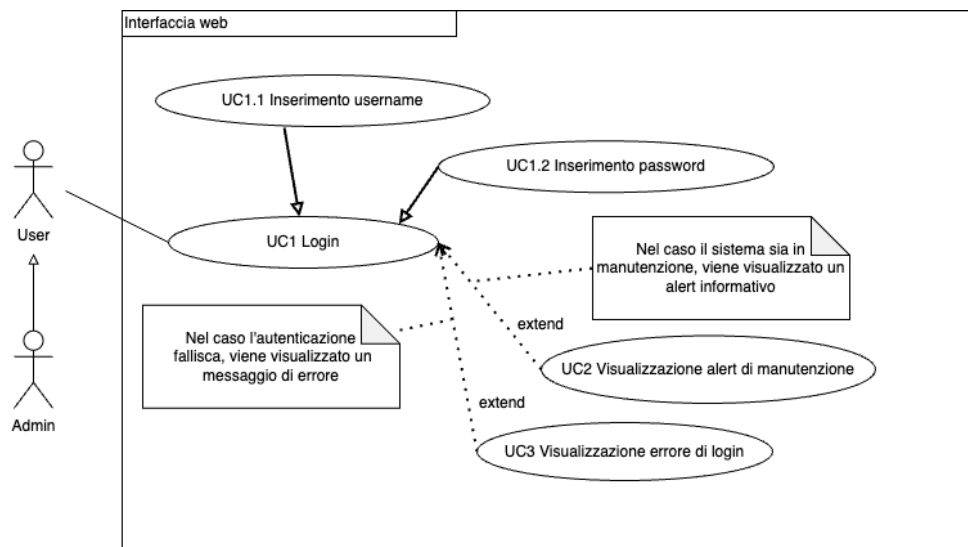 Interfaccia web
UC1.1 Inserimento username
UC1.2 Inserimento password
User
UC1 Login
Nel caso il sistema sia in
manutenzione, viene visualizzato un
alert informativo
extend
Nel caso l'autenticazione
fallisca, viene visualizzato un
messaggio di errore
UC2 Visualizzazione alert di manutenzione
extend
Admin
UC3 Visualizzazione errore di login